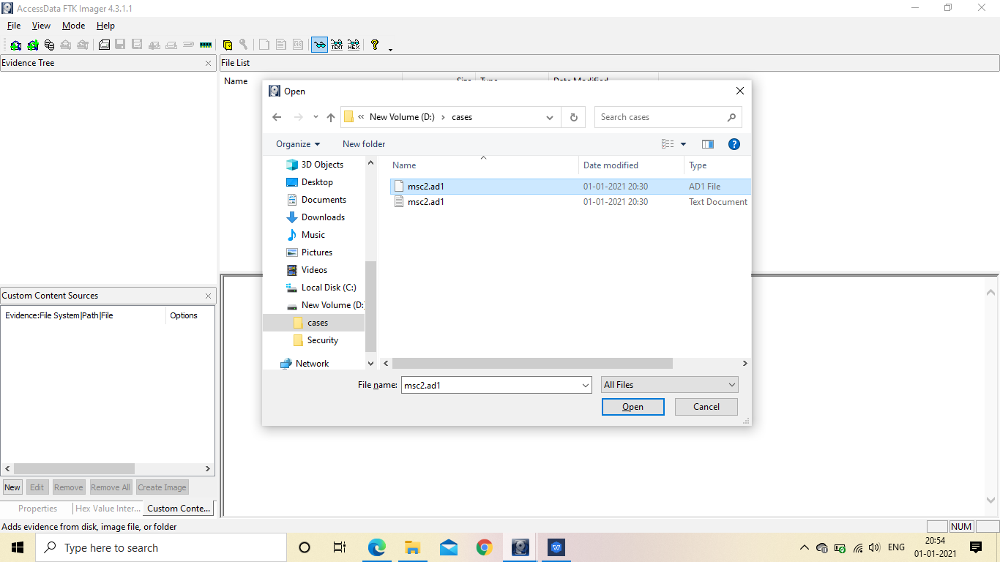 AccessData FTK Imager 4.3.1.1
File View Mode Help
TEXT HEX
Evidence Tree
File List
Name Size Type Date Modified
Open
« New Volume (D:) › cases
Search cases
Organize New folder
3D Objects
Desktop
Documents
Downloads
Music
Pictures
Videos
Local Disk (C:)
New Volume (D:
cases
Security
Network
Name Date modified Type
msc2.ad1 01-01-2021 20:30 AD1 File
msc2.ad1 01-01-2021 20:30 Text Document
File name: msc2.ad1 All Files
Open Cancel
Custom Content Sources
Evidence:File System|Path|File Options
New Edit Remove Remove All Create Image
Properties Hex Value Inter... Custom Conte...
Adds evidence from disk, image file, or folder
NUM
Type here to search
ENG
20:54
01-01-2021